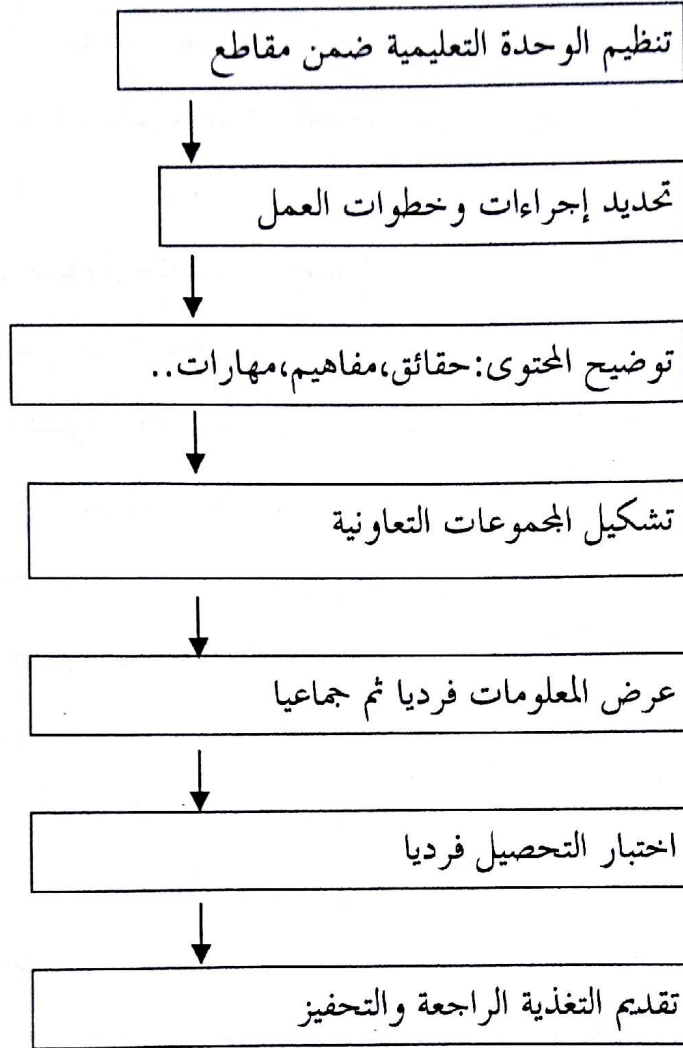 تنظيم الوحدة التعليمية ضمن مقاطع
تحديد إجراءات وخطوات العمل
توضيح المحتوى:حقائق،مفاهيم،مهارات..
تشكيل المجموعات التعاونية
عرض المعلومات فرديا ثم جماعيا
اختبار التحصيل فرديا
تقديم التغذية الراجعة والتحفيز